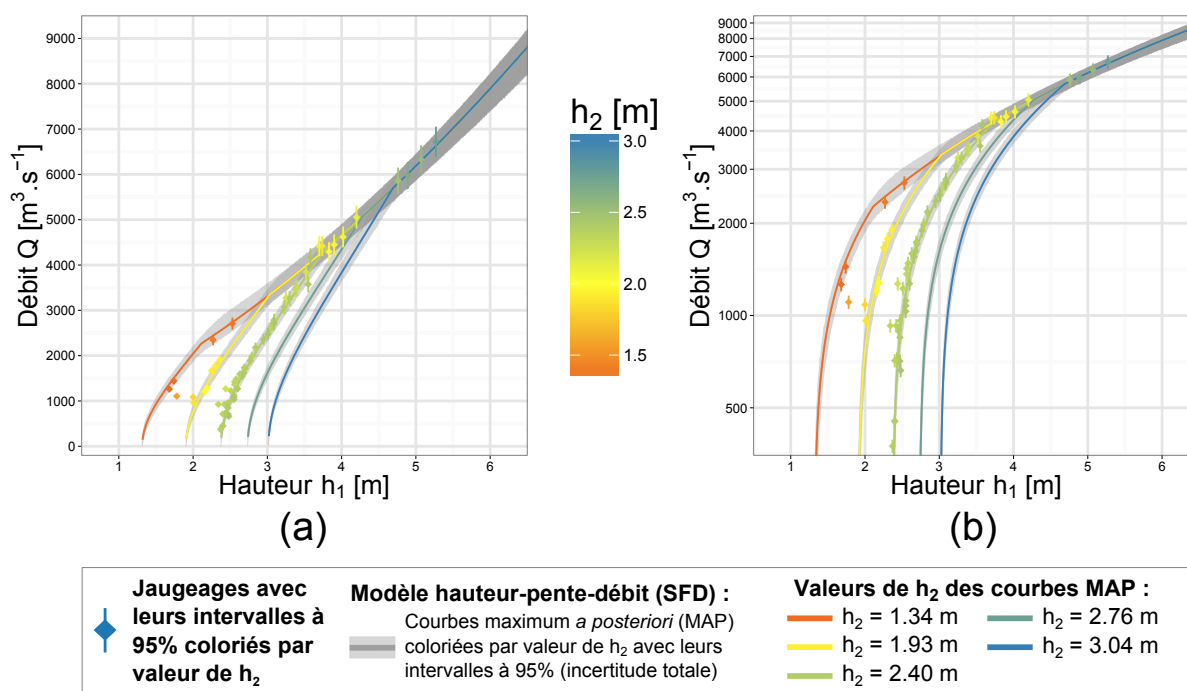 9000
8000
7000
6000
5000
4000
3000
2000
1000
0
Débit Q [m³.s⁻¹]
1 2 3 4 5 6
Hauteur h₁ [m]
(a)
h₂ [m]
3.0
2.5
2.0
1.5
9000
8000
7000
6000
5000
4000
3000
2000
1000
500
Débit Q [m³.s⁻¹]
1 2 3 4 5 6
Hauteur h₁ [m]
(b)
Jaugeages avec
leurs intervalles à
95% coloriés par
valeur de h₂
Modèle hauteur-pente-débit (SFD) :
Courbes maximum a posteriori (MAP)
coloriées par valeur de h₂ avec leurs
intervalles à 95% (incertitude totale)
Valeurs de h₂ des courbes MAP :
h₂ = 1.34 m
h₂ = 1.93 m
h₂ = 2.40 m
h₂ = 2.76 m
h₂ = 3.04 m